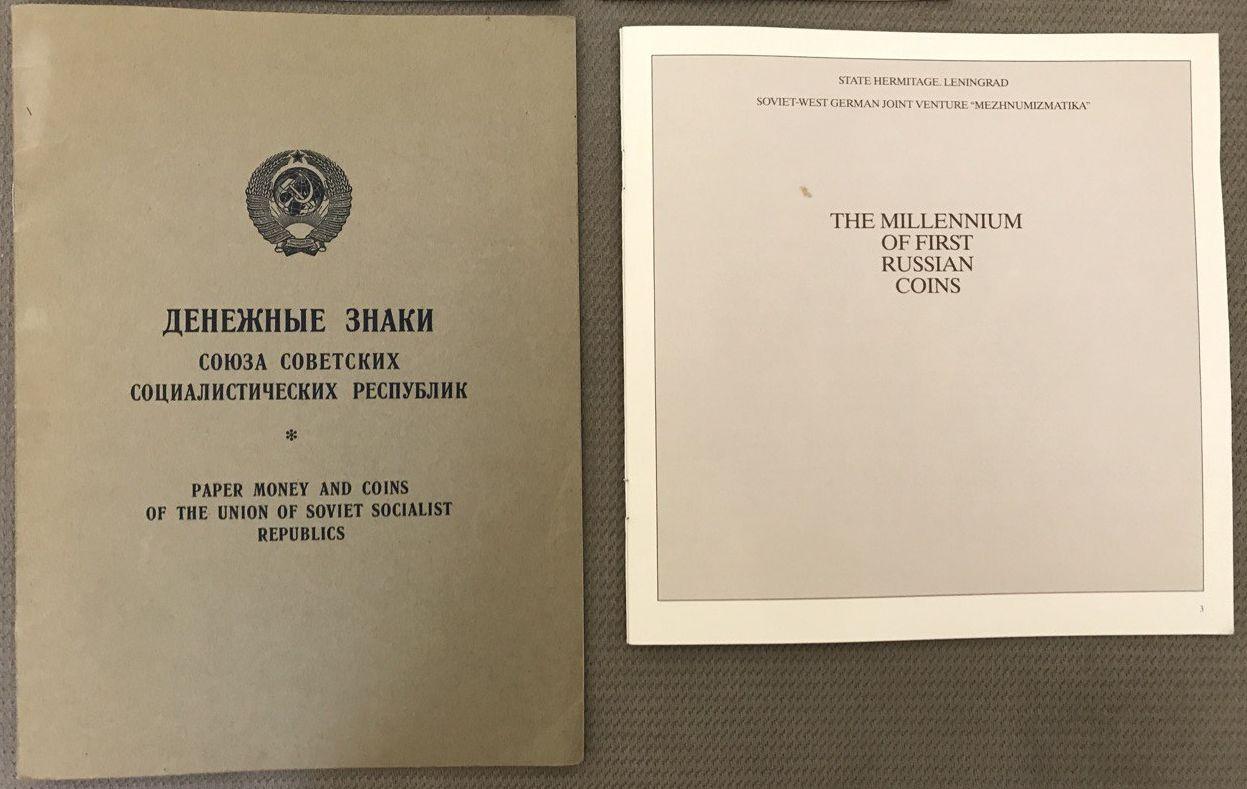 ДЕНЕЖНЫЕ ЗНАКИ
СОЮЗА СОВЕТСКИХ
СОЦИАЛИСТИЧЕСКИХ РЕСПУБЛИК
*
PAPER MONEY AND COINS
OF THE UNION OF SOVIET SOCIALIST
REPUBLICS
STATE HERMITAGE. LENINGRAD
SOVIET-WEST GERMAN JOINT VENTURE “MEZHNUMIZMATIKA”
THE MILLENNIUM
OF FIRST
RUSSIAN
COINS
3